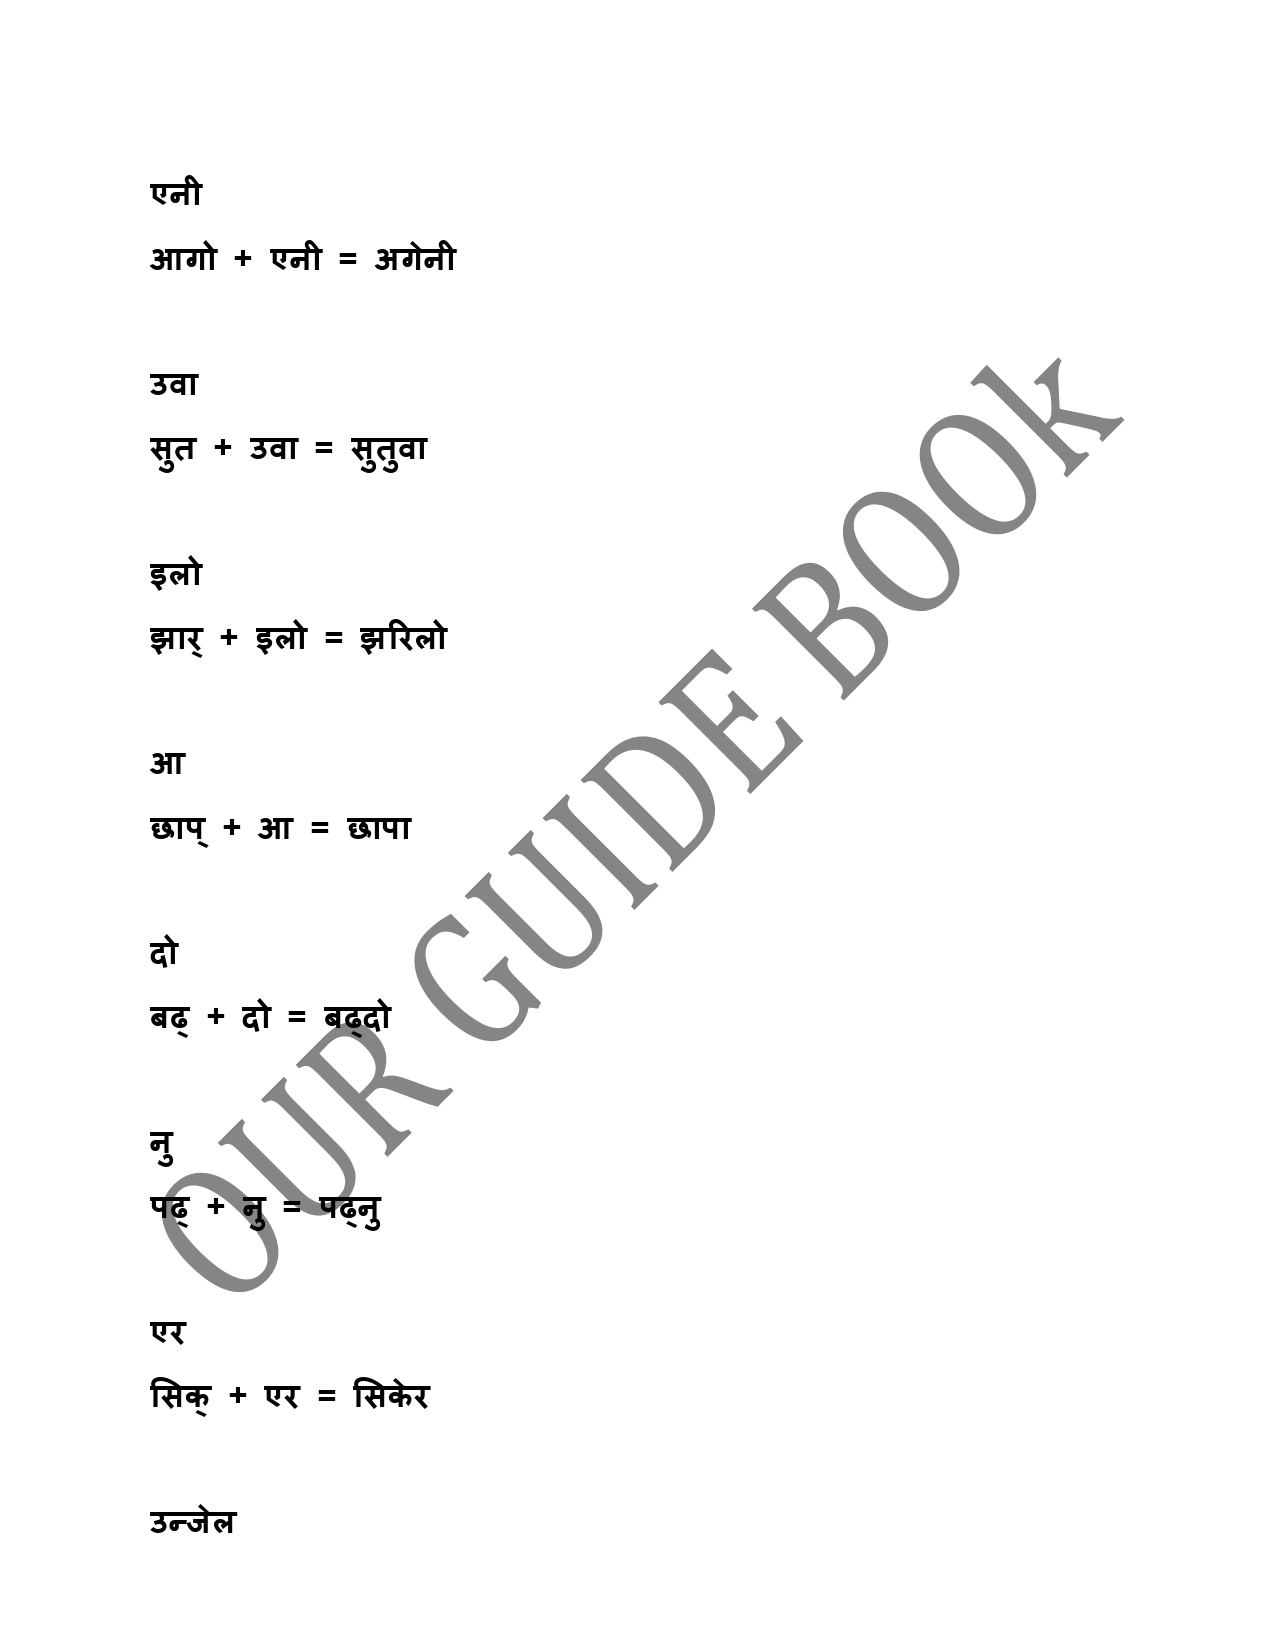 एनी
आगो + एनी = अगेनी
उवा
सुत + उवा = सुतुवा
इलो
झार् + इलो = झरिलो
आ
छाप् + आ = छापा
दो
बढ् + दो = बढ्दो
नु
पढ् + नु = पढ्नु
एर
सिक् + एर = सिकेर
उन्जेल
OUR GUIDE BOOk